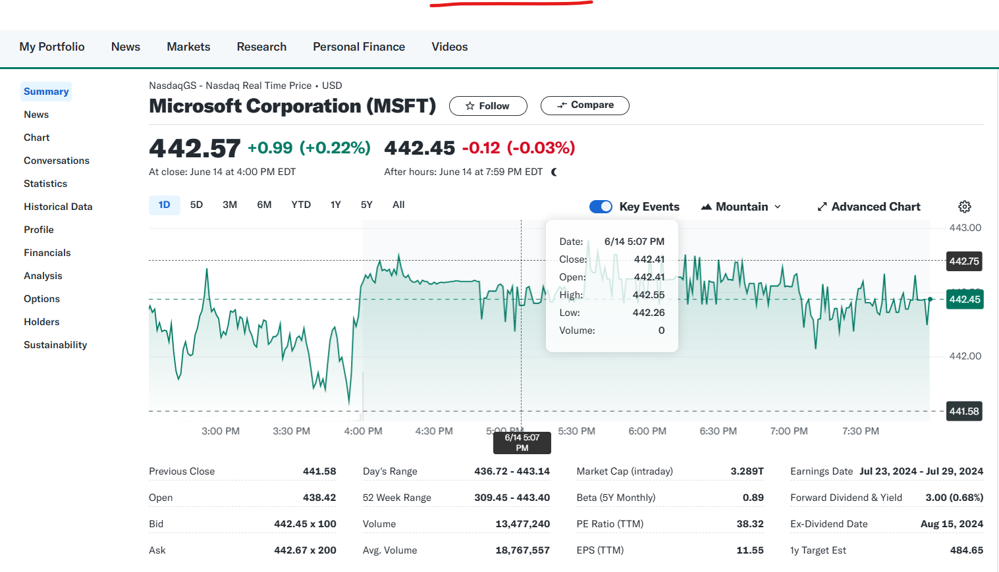 My Portfolio News Markets Research Personal Finance Videos
Summary
News
Chart
Conversations
Statistics
Historical Data
Profile
Financials
Analysis
Options
Holders
Sustainability
NasdaqGS - Nasdaq Real Time Price • USD
Microsoft Corporation (MSFT) Follow Compare
442.57 +0.99 (+0.22%) 442.45 -0.12 (-0.03%)
At close: June 14 at 4:00 PM EDT After hours: June 14 at 7:59 PM EDT
1D 5D 3M 6M YTD 1Y 5Y All Key Events Mountain Advanced Chart
Date: 6/14 5:07 PM
Close: 442.41
Open: 442.41
High: 442.55
Low: 442.26
Volume: 0
443.00
442.75
442.45
442.00
441.58
3:00 PM 3:30 PM 4:00 PM 4:30 PM 5:00 PM 5:30 PM 6:00 PM 6:30 PM 7:00 PM 7:30 PM
6/14 5:07
PM
Previous Close 441.58 Day's Range 436.72 - 443.14 Market Cap (intraday) 3.289T Earnings Date Jul 23, 2024 - Jul 29, 2024
Open 438.42 52 Week Range 309.45 - 443.40 Beta (5Y Monthly) 0.89 Forward Dividend & Yield 3.00 (0.68%)
Bid 442.45 x 100 Volume 13,477,240 PE Ratio (TTM) 38.32 Ex-Dividend Date Aug 15, 2024
Ask 442.67 x 200 Avg. Volume 18,767,557 EPS (TTM) 11.55 1y Target Est 484.65